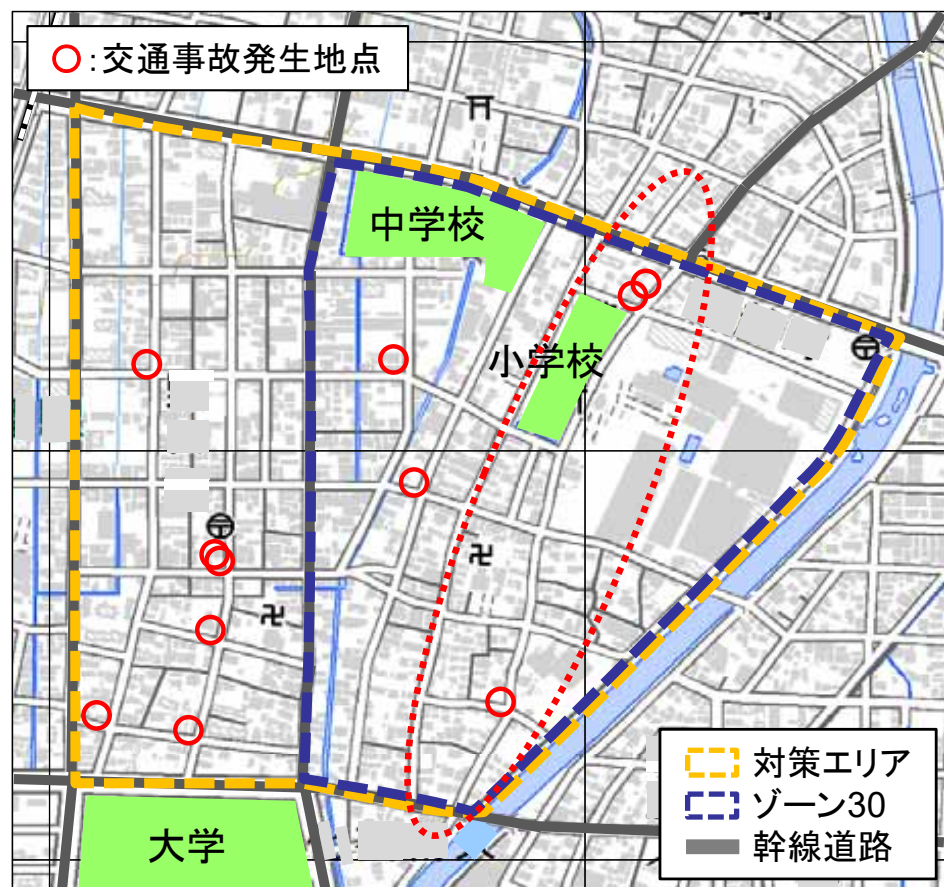 ○:交通事故発生地点
中学校
小学校
大学
対策エリア
ゾーン30
幹線道路